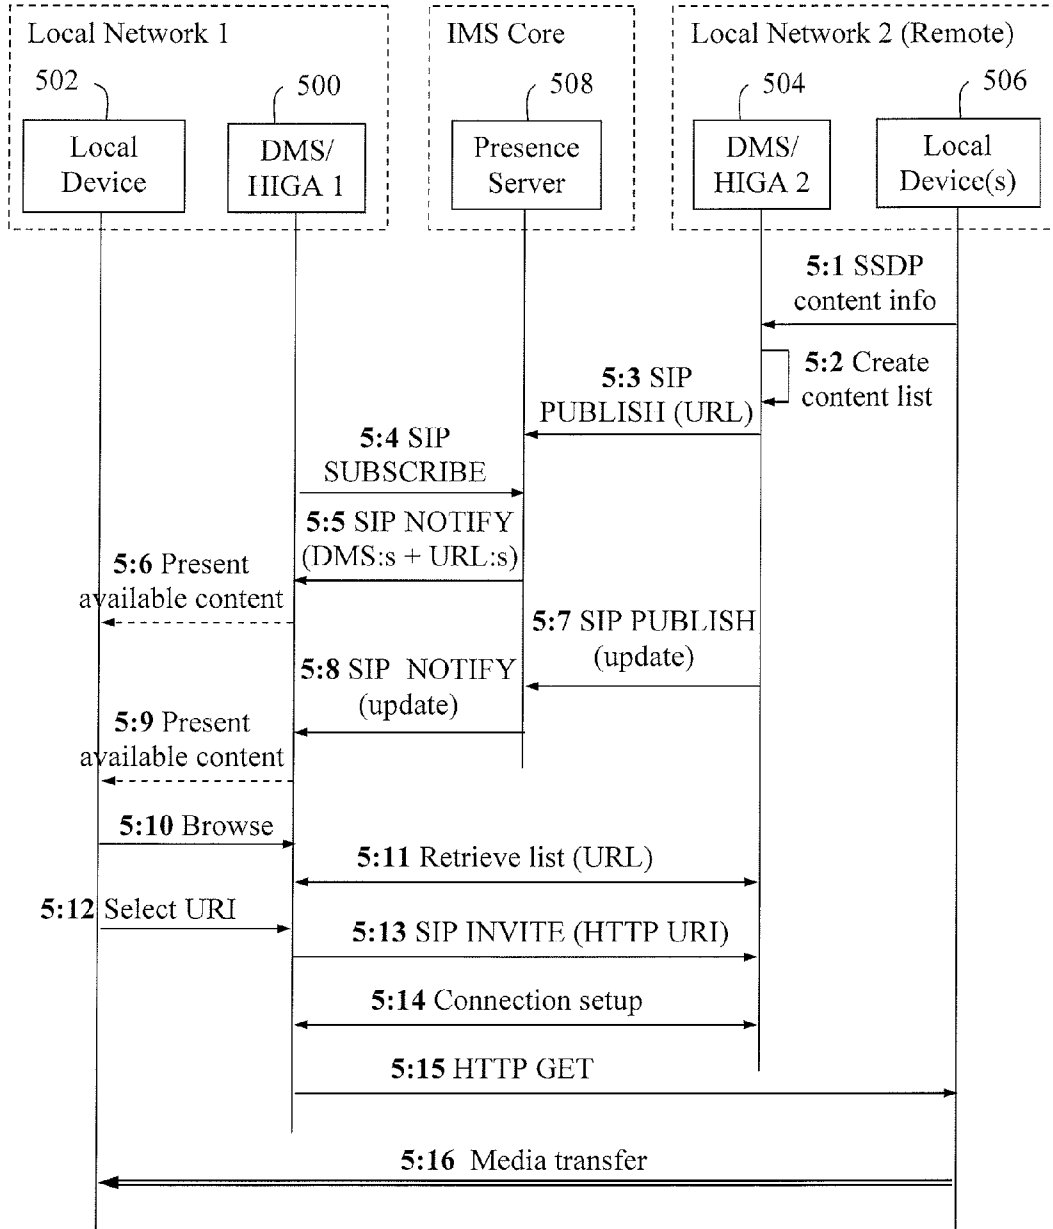 Local Network 1
IMS Core
Local Network 2 (Remote)
502
500
508
504
506
Local
Device
DMS/
HIGA 1
Presence
Server
DMS/
HIGA 2
Local
Device(s)
5:1 SSDP
content info
5:2 Create
content list
5:3 SIP
PUBLISH (URL)
5:4 SIP
SUBSCRIBE
5:5 SIP NOTIFY
(DMS:s + URL:s)
5:6 Present
available content
5:7 SIP PUBLISH
(update)
5:8 SIP NOTIFY
(update)
5:9 Present
available content
5:10 Browse
5:11 Retrieve list (URL)
5:12 Select URI
5:13 SIP INVITE (HTTP URI)
5:14 Connection setup
5:15 HTTP GET
5:16 Media transfer